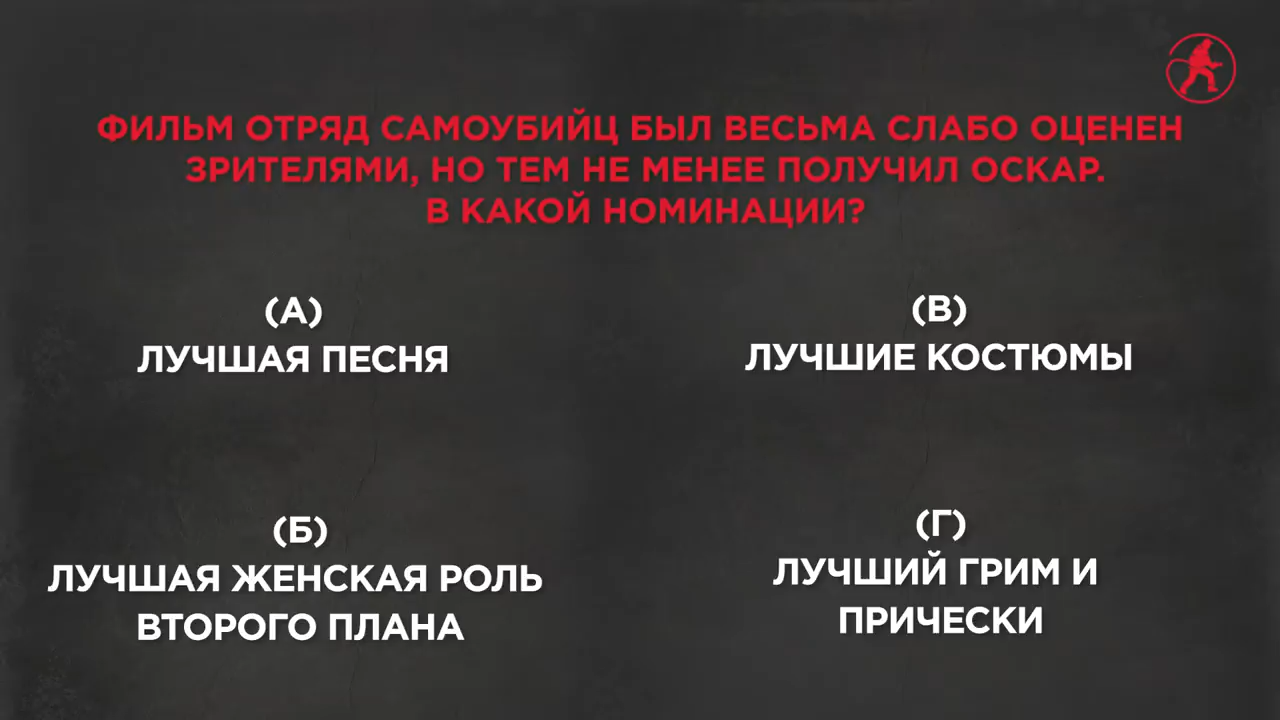 ФИЛЬМ ОТРЯД САМОУБИЙЦ БЫЛ ВЕСЬМА СЛАБО ОЦЕНЕН
ЗРИТЕЛЯМИ, НО ТЕМ НЕ МЕНЕЕ ПОЛУЧИЛ ОСКАР.
В КАКОЙ НОМИНАЦИИ?
(А)
ЛУЧШАЯ ПЕСНЯ
(Б)
ЛУЧШАЯ ЖЕНСКАЯ РОЛЬ
ВТОРОГО ПЛАНА
(В)
ЛУЧШИЕ КОСТЮМЫ
(Г)
ЛУЧШИЙ ГРИМ И
ПРИЧЕСКИ